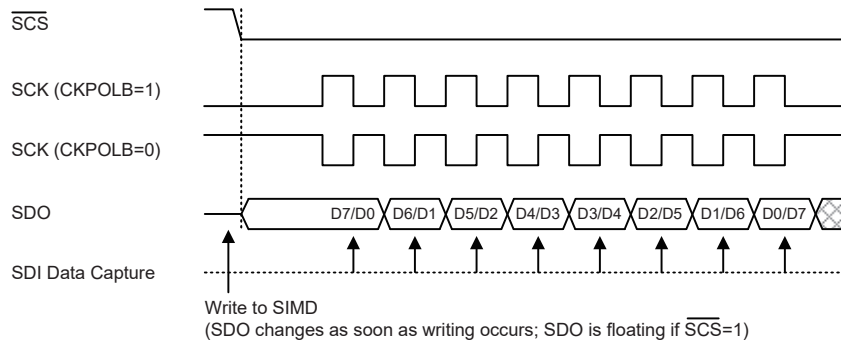 SCS
SCK (CKPOLB=1)
SCK (CKPOLB=0)
SDO
D7/D0 D6/D1 D5/D2 D4/D3 D3/D4 D2/D5 D1/D6 D0/D7
SDI Data Capture
Write to SIMD
(SDO changes as soon as writing occurs; SDO is floating if SCS=1)